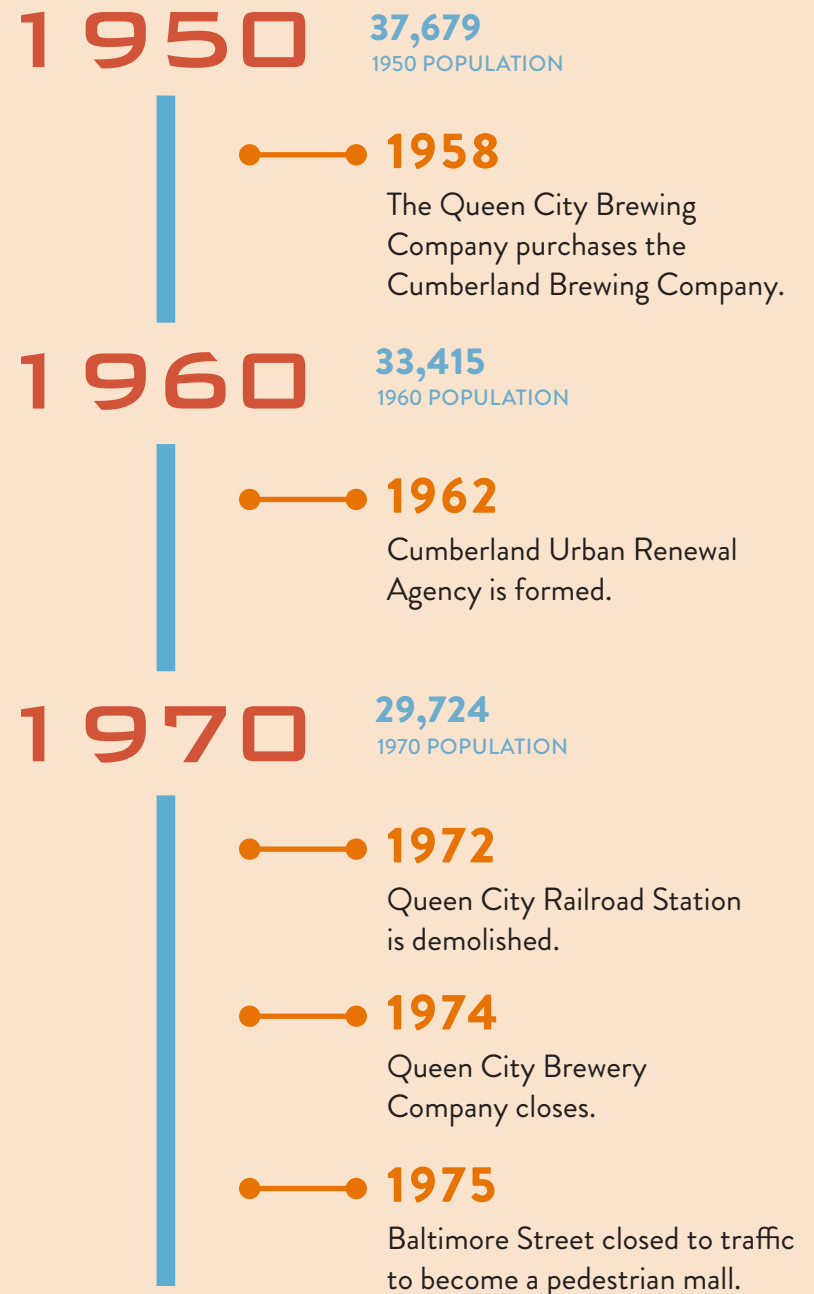 1950
37,679
1950 POPULATION
1958
The Queen City Brewing
Company purchases the
Cumberland Brewing Company.
1960
33,415
1960 POPULATION
1962
Cumberland Urban Renewal
Agency is formed.
1970
29,724
1970 POPULATION
1972
Queen City Railroad Station
is demolished.
1974
Queen City Brewery
Company closes.
1975
Baltimore Street closed to traffic
to become a pedestrian mall.